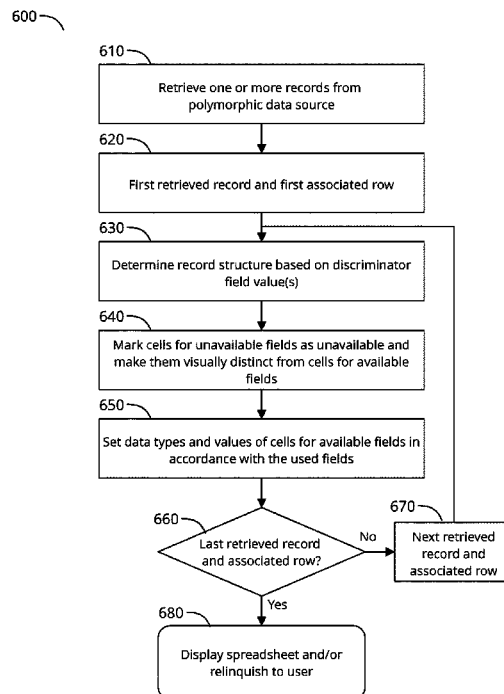 600
610
Retrieve one or more records from
polymorphic data source
620
First retrieved record and first associated row
630
Determine record structure based on discriminator
field value(s)
640
Mark cells for unavailable fields as unavailable and
make them visually distinct from cells for available
fields
650
Set data types and values of cells for available fields in
accordance with the used fields
660
Last retrieved record
and associated row?
No
670
Next retrieved
record and
associated row
Yes
680
Display spreadsheet and/or
relinquish to user